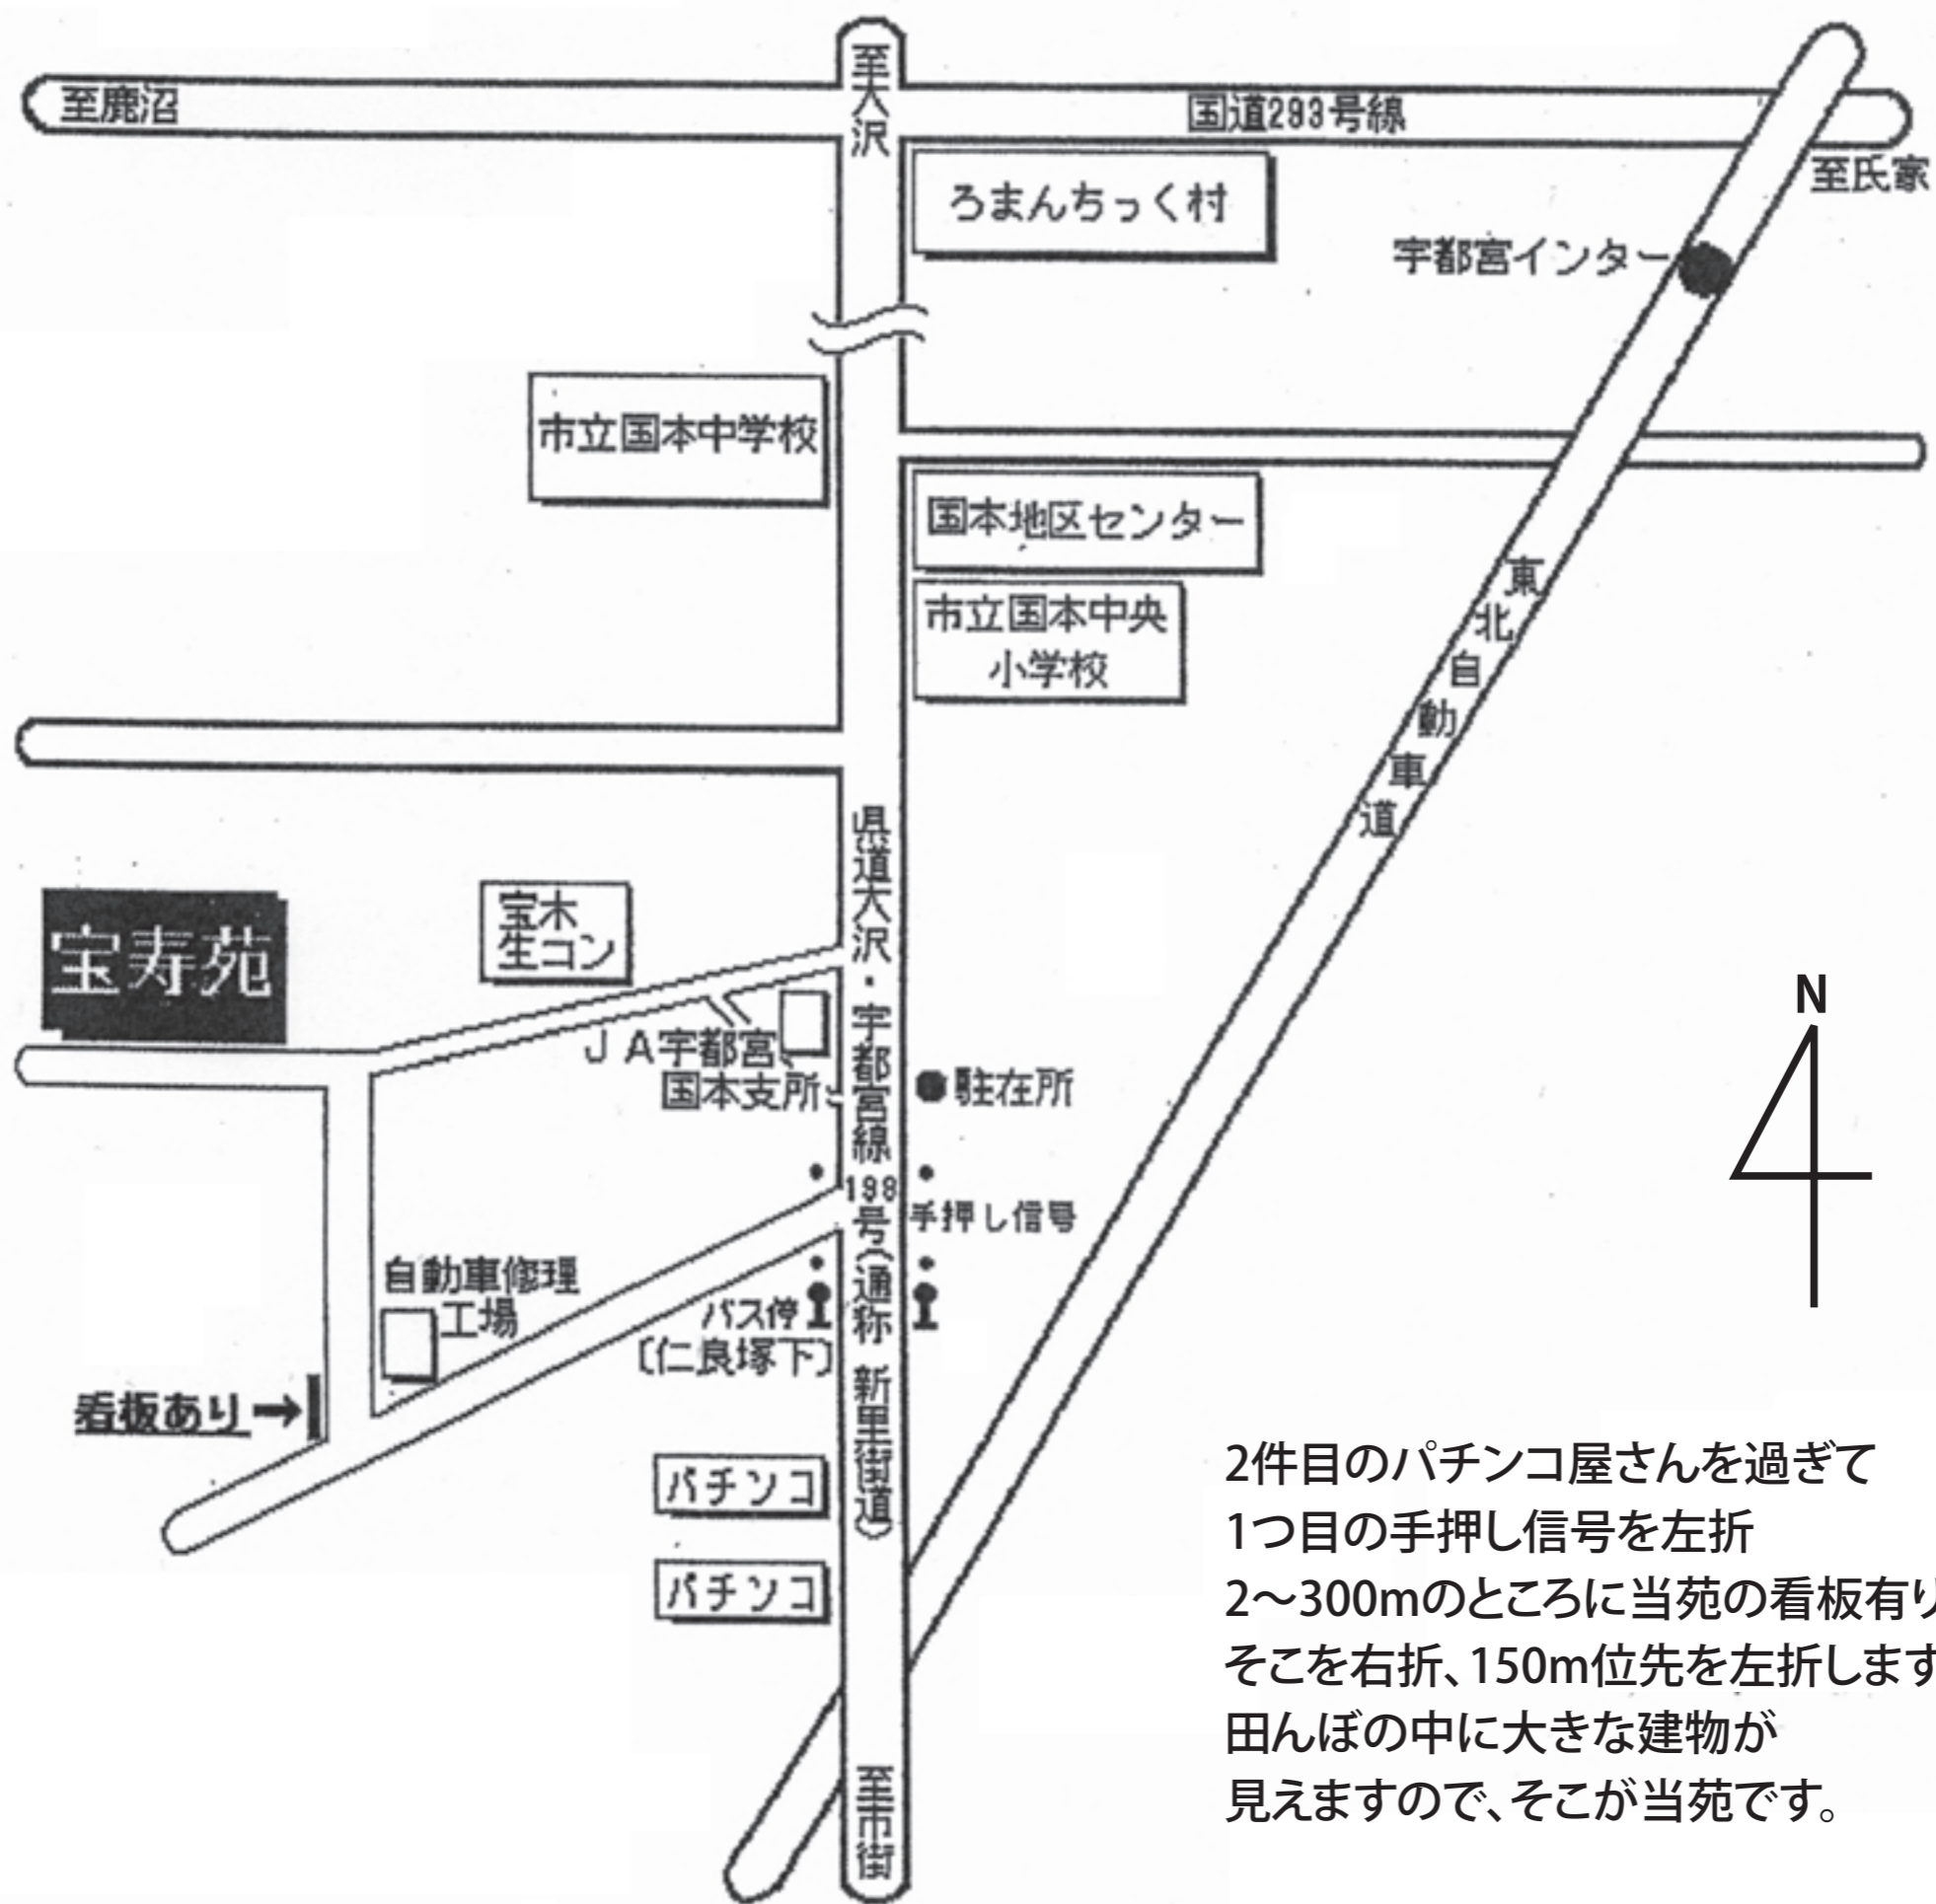 至大沢
至鹿沼
国道293号線
至氏家
ろまんちっく村
宇都宮インター
市立国本中学校
国本地区センター
市立国本中央
小学校
東北自動車道
県道大沢・宇都宮線198号(通称 新里街道)
宝寿苑
宝木
生コン
JA宇都宮
国本支所
駐在所
手押し信号
自動車修理
工場
バス停
〔仁良塚下〕
看板あり→
パチンコ
パチンコ
至市街
N
2件目のパチンコ屋さんを過ぎて
1つ目の手押し信号を左折
2〜300mのところに当苑の看板有り
そこを右折、150m位先を左折します
田んぼの中に大きな建物が
見えますので、そこが当苑です。